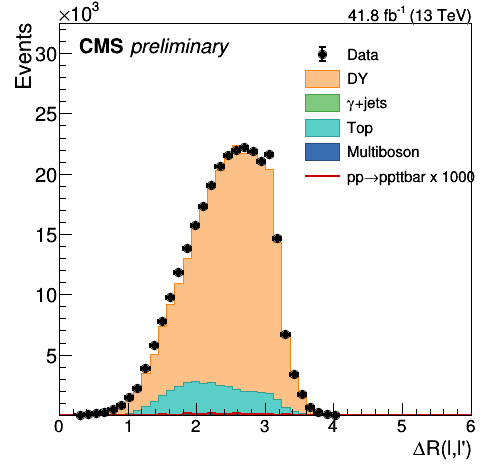 ×10³
41.8 fb⁻¹ (13 TeV)
CMS preliminary
Events
Data
DY
γ+jets
Top
Multiboson
pp→ppttbar x 1000
30
25
20
15
10
5
0 1 2 3 4 5 6
ΔR(l,l')